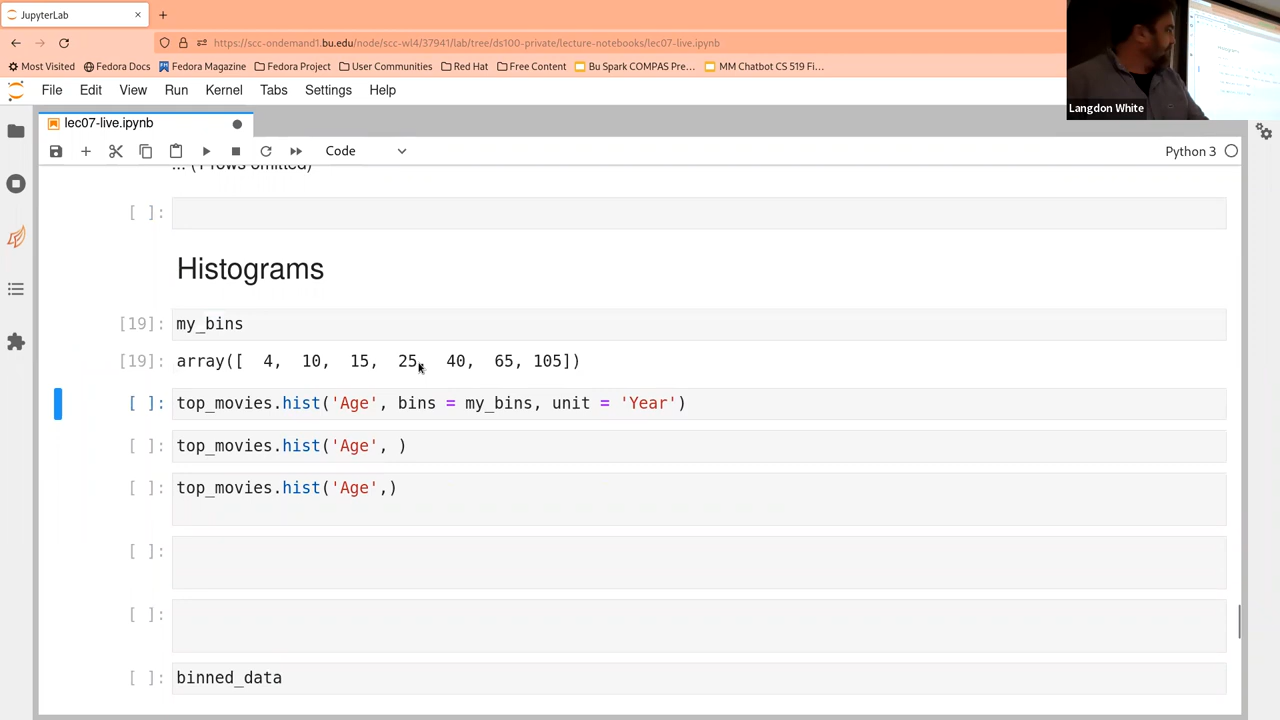 JupyterLab
https://scc-ondemand1.bu.edu/node/scc-wl4/37941/lab/tree/ds100-private/lecture-notebooks/lec07-live.ipynb
Most Visited Fedora Docs Fedora Magazine Fedora Project User Communities Red Hat Free Content Bu Spark COMPAS Pre… MM Chatbot CS 519 Fi…
Langdon White
File Edit View Run Kernel Tabs Settings Help
lec07-live.ipynb
Code
Python 3
[ ]:
Histograms
[19]: my_bins
[19]: array([  4,  10,  15,  25,  40,  65, 105])
[ ]: top_movies.hist('Age', bins = my_bins, unit = 'Year')
[ ]: top_movies.hist('Age', )
[ ]: top_movies.hist('Age',)
[ ]:
[ ]:
[ ]: binned_data